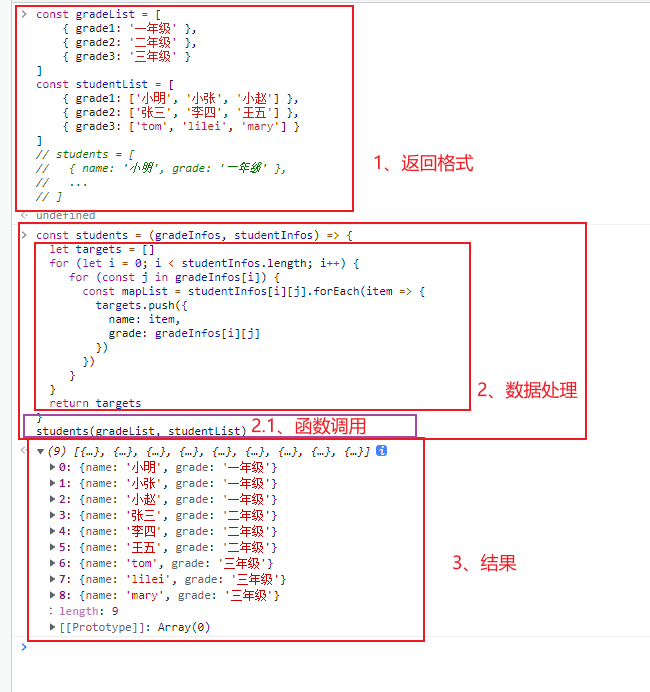 const gradeList = [
{ grade1: '一年级' },
{ grade2: '二年级' },
{ grade3: '三年级' }
]
const studentList = [
{ grade1: ['小明', '小张', '小赵'] },
{ grade2: ['张三', '李四', '王五'] },
{ grade3: ['tom', 'lilei', 'mary'] }
]
// students = [
//   { name: '小明', grade: '一年级' },
//   ...
// ]
1、返回格式
undefined
const students = (gradeInfos, studentInfos) => {
let targets = []
for (let i = 0; i < studentInfos.length; i++) {
for (const j in gradeInfos[i]) {
const mapList = studentInfos[i][j].forEach(item => {
targets.push({
name: item,
grade: gradeInfos[i][j]
})
})
}
}
return targets
}
2、数据处理
students(gradeList, studentList)
2.1、函数调用
(9) [{…}, {…}, {…}, {…}, {…}, {…}, {…}, {…}, {…}] i
0: {name: '小明', grade: '一年级'}
1: {name: '小张', grade: '一年级'}
2: {name: '小赵', grade: '一年级'}
3: {name: '张三', grade: '二年级'}
4: {name: '李四', grade: '二年级'}
5: {name: '王五', grade: '二年级'}
6: {name: 'tom', grade: '三年级'}
7: {name: 'lilei', grade: '三年级'}
8: {name: 'mary', grade: '三年级'}
length: 9
[[Prototype]]: Array(0)
3、结果